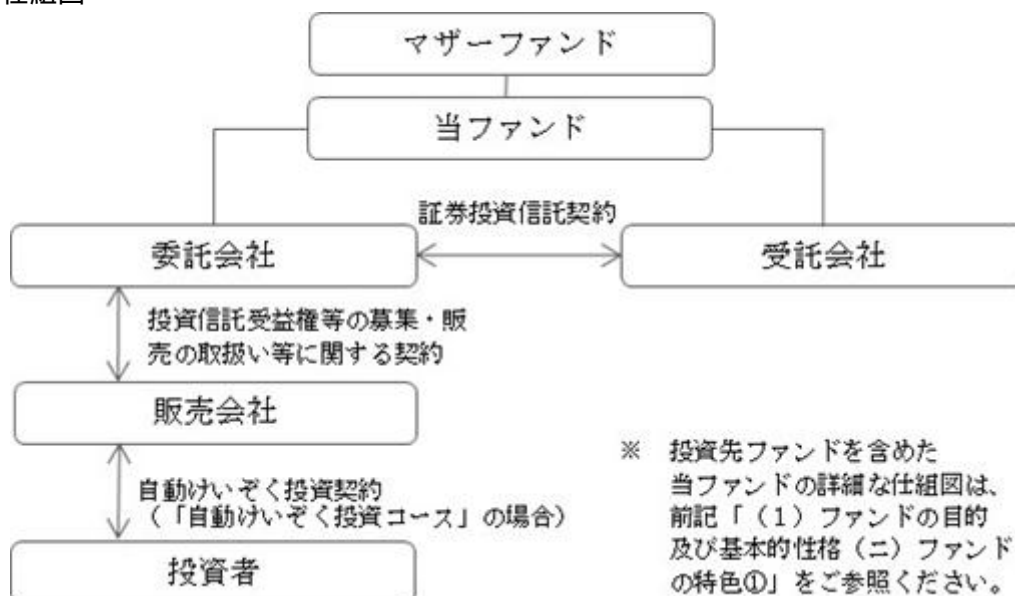 マザーファンド
当ファンド
証券投資信託契約
委託会社
受託会社
投資信託受益権等の募集・販
売の取扱い等に関する契約
販売会社
自動けいぞく投資契約
（「自動けいぞく投資コース」の場合）
投資者
※ 投資先ファンドを含めた
当ファンドの詳細な仕組図は、
前記「（1）ファンドの目的
及び基本的性格（ニ）ファンド
の特色①」をご参照ください。